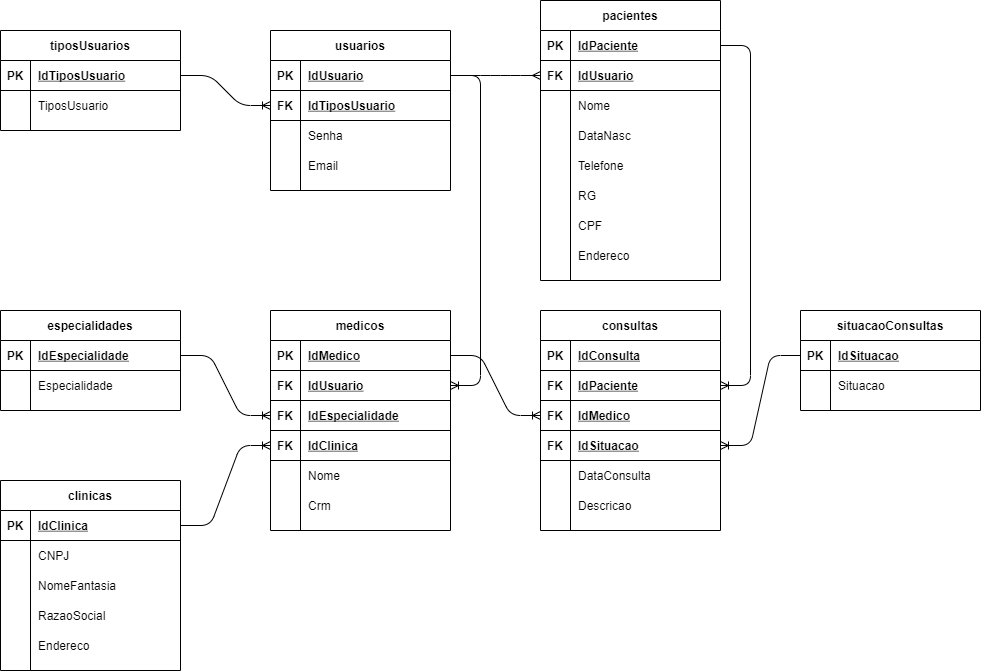 tiposUsuarios
PK IdTiposUsuario
TiposUsuario
usuarios
PK IdUsuario
FK IdTiposUsuario
Senha
Email
pacientes
PK IdPaciente
FK IdUsuario
Nome
DataNasc
Telefone
RG
CPF
Endereco
especialidades
PK IdEspecialidade
Especialidade
medicos
PK IdMedico
FK IdUsuario
FK IdEspecialidade
FK IdClinica
Nome
Crm
consultas
PK IdConsulta
FK IdPaciente
FK IdMedico
FK IdSituacao
DataConsulta
Descricao
situacaoConsultas
PK IdSituacao
Situacao
clinicas
PK IdClinica
CNPJ
NomeFantasia
RazaoSocial
Endereco